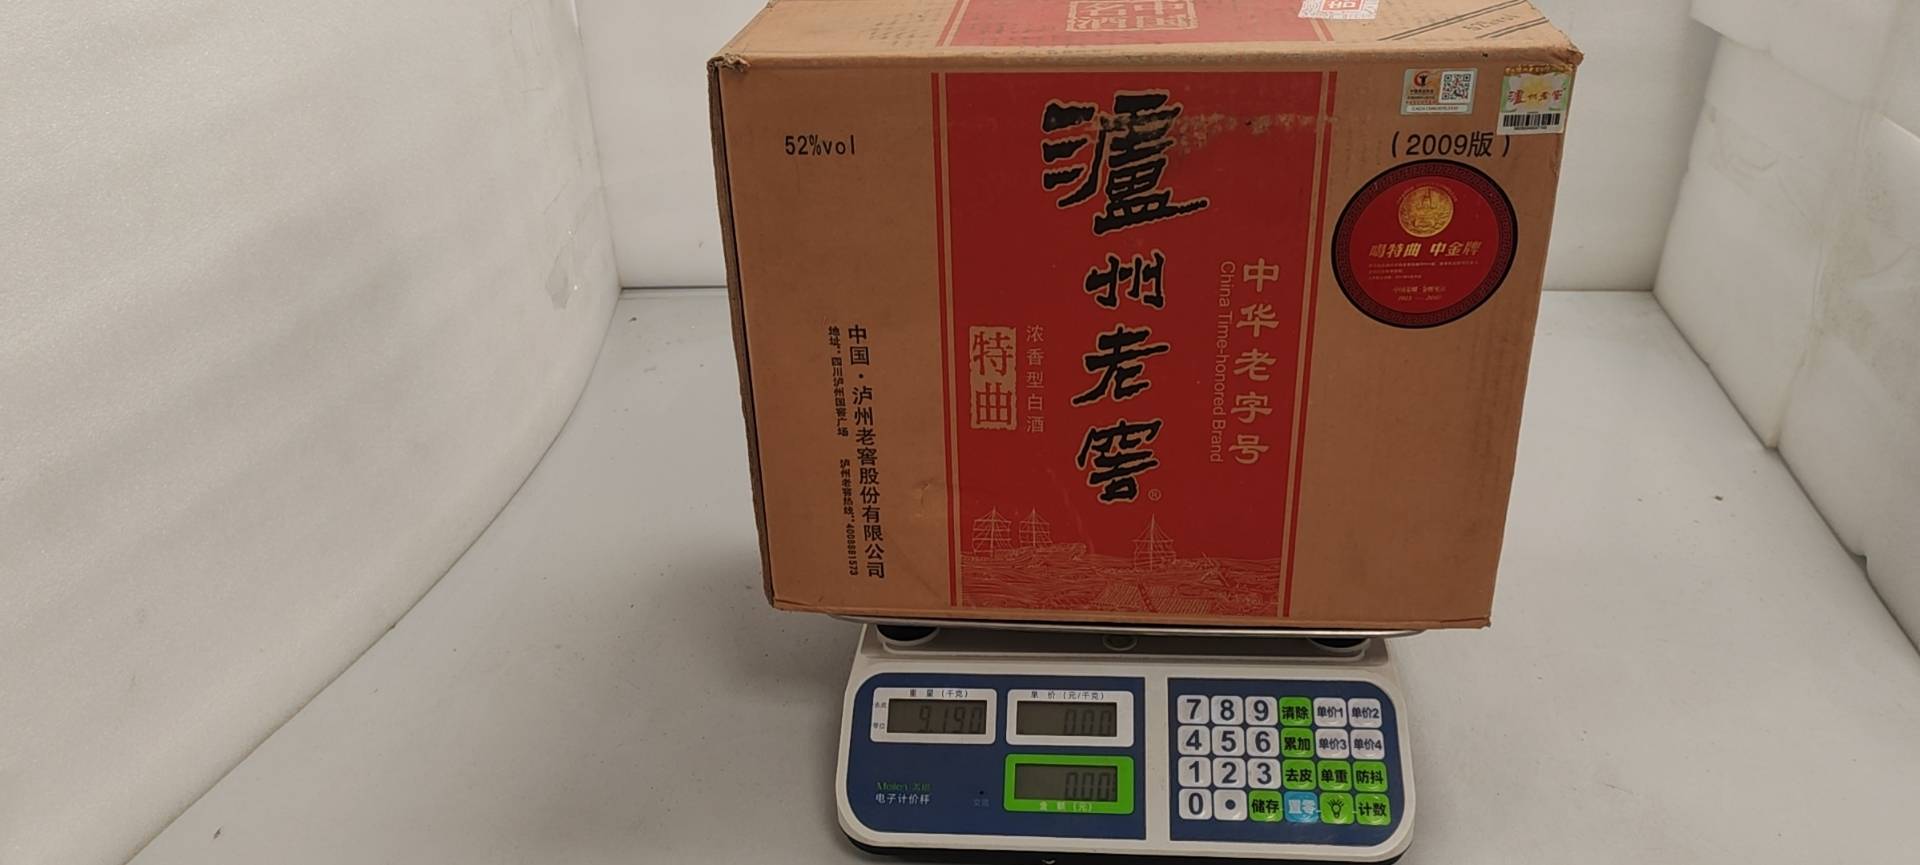 52%vol
(2009版)
泸州老窖
®
特曲
浓香型白酒
中华老字号
China Time-honored Brand
中国·泸州老窖股份有限公司
地址：四川泸州国窖广场 泸州老窖热线：4008881573
喝特曲 中金牌
泸州老窖
重量(千克)
9.190
单价(元/千克)
0.00
0.00
金额(元)
电子计价秤
7 8 9 清除 单价1 单价2
4 5 6 累加 单价3 单价4
1 2 3 去皮 单重 防抖
0 . 储存 置零 计数